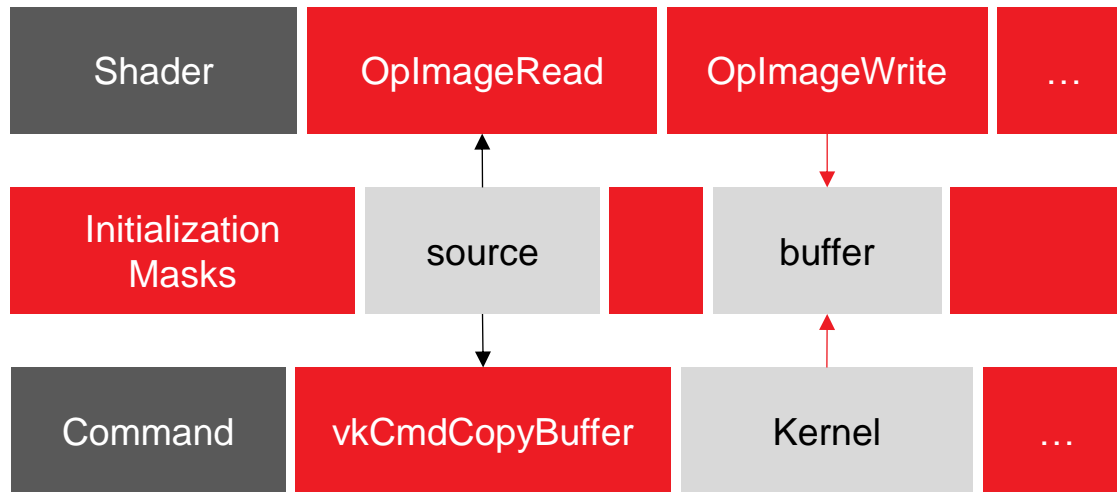 Shader
OpImageRead
OpImageWrite
…
Initialization
Masks
source
buffer
Command
vkCmdCopyBuffer
Kernel
…